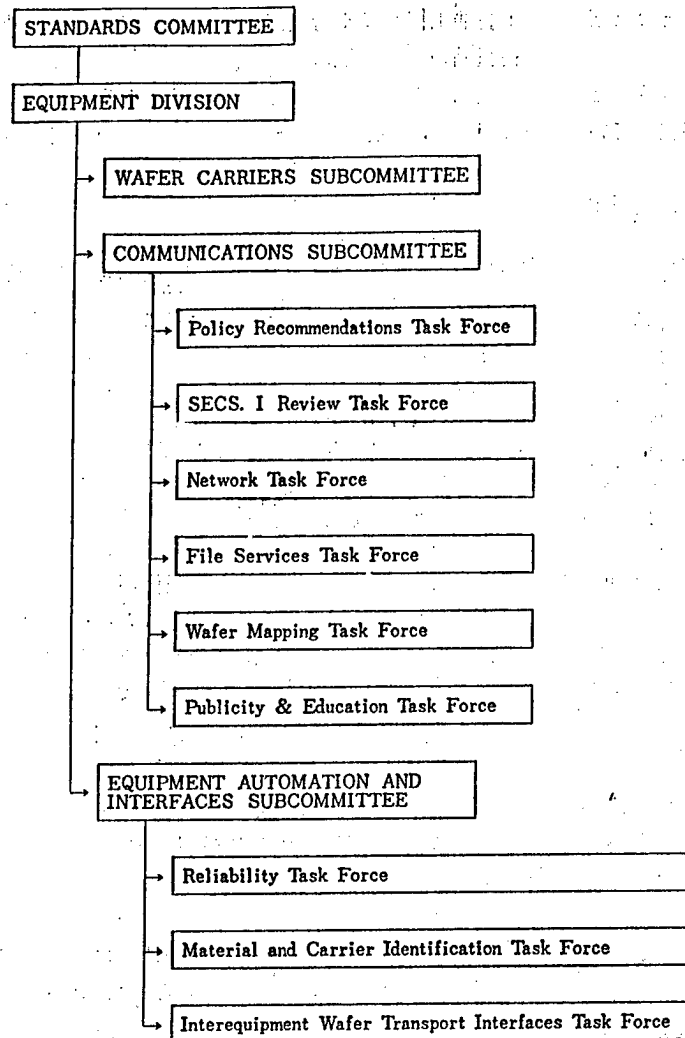 STANDARDS COMMITTEE
EQUIPMENT DIVISION
WAFER CARRIERS SUBCOMMITTEE
COMMUNICATIONS SUBCOMMITTEE
Policy Recommendations Task Force
SECS. I Review Task Force
Network Task Force
File Services Task Force
Wafer Mapping Task Force
Publicity & Education Task Force
EQUIPMENT AUTOMATION AND
INTERFACES SUBCOMMITTEE
Reliability Task Force
Material and Carrier Identification Task Force
Interequipment Wafer Transport Interfaces Task Force